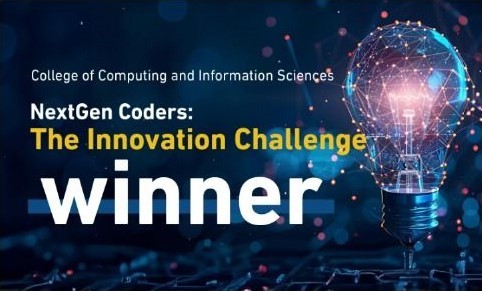 College of Computing and Information Sciences
NextGen Coders:
The Innovation Challenge
winner